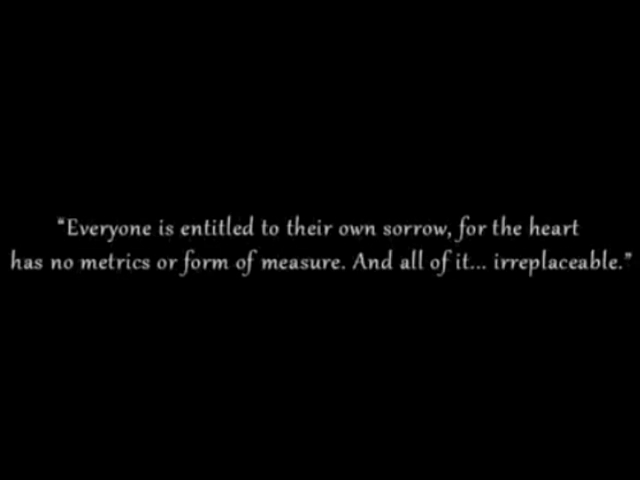 "Everyone is entitled to their own sorrow, for the heart
has no metrics or form of measure. And all of it... irreplaceable."